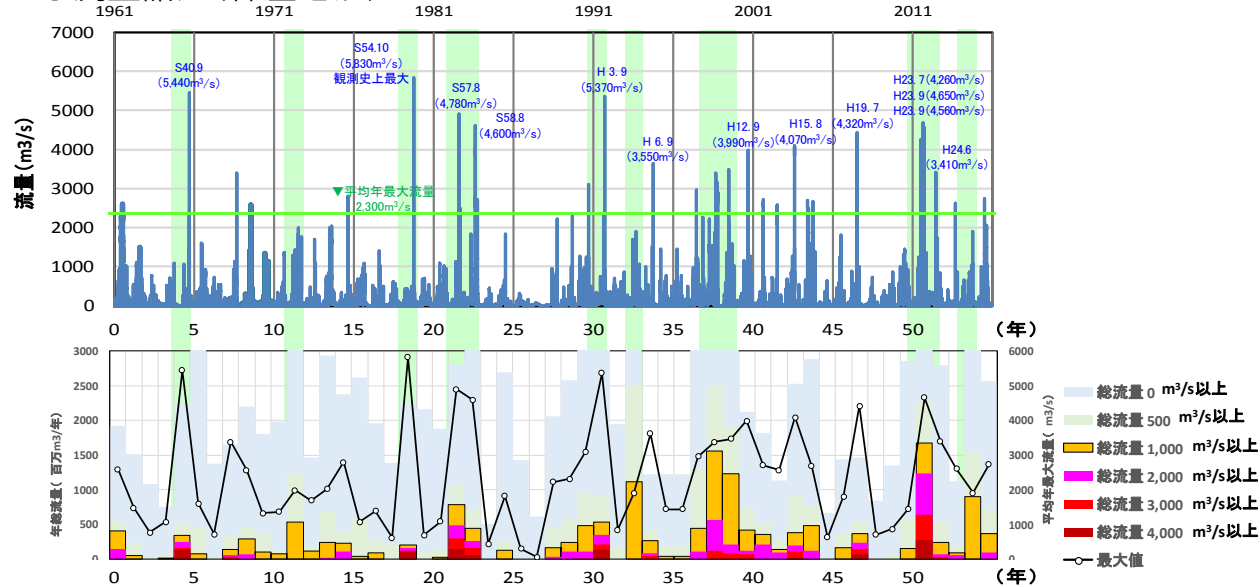 1961 1971 1981 1991 2001 2011
7000
6000
5000
4000
3000
2000
1000
0
流量(m3/s)
S40.9
(5,440m³/s)
S54.10
(5,830m³/s)
観測史上最大
S57.8
(4,780m³/s)
S58.8
(4,600m³/s)
H 3. 9
(5,370m³/s)
H 6. 9
(3,550m³/s)
H12. 9
(3,990m³/s)
H15. 8
(4,070m³/s)
H19. 7
(4,320m³/s)
H23. 7(4,260m³/s)
H23. 9(4,650m³/s)
H23. 9(4,560m³/s)
H24.6
(3,410m³/s)
▼平均年最大流量
2,300m³/s
0 5 10 15 20 25 30 35 40 45 50 (年)
3000
2500
2000
1500
1000
500
0
年総流量( 百万m3/年)
6000
5000
4000
3000
2000
1000
0
平均年最大流量( m3/s)
0 5 10 15 20 25 30 35 40 45 50 (年)
総流量 0 m³/s以上
総流量 500 m³/s以上
総流量 1,000 m³/s以上
総流量 2,000 m³/s以上
総流量 3,000 m³/s以上
総流量 4,000 m³/s以上
最大値